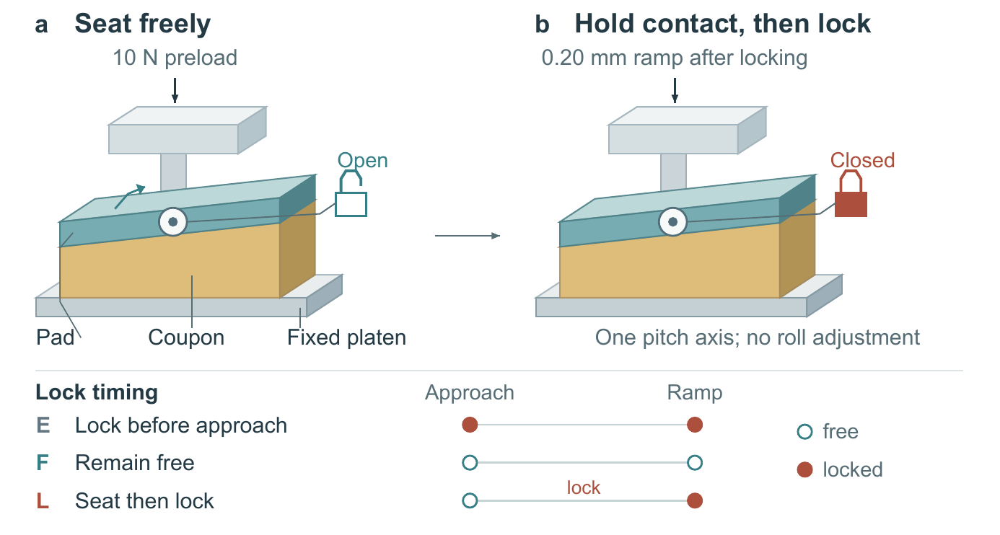 a Seat freely
10 N preload
Open
Pad
Coupon
Fixed platen
b Hold contact, then lock
0.20 mm ramp after locking
Closed
One pitch axis; no roll adjustment
Lock timing
Approach
Ramp
E Lock before approach
F Remain free
L Seat then lock
lock
free
locked